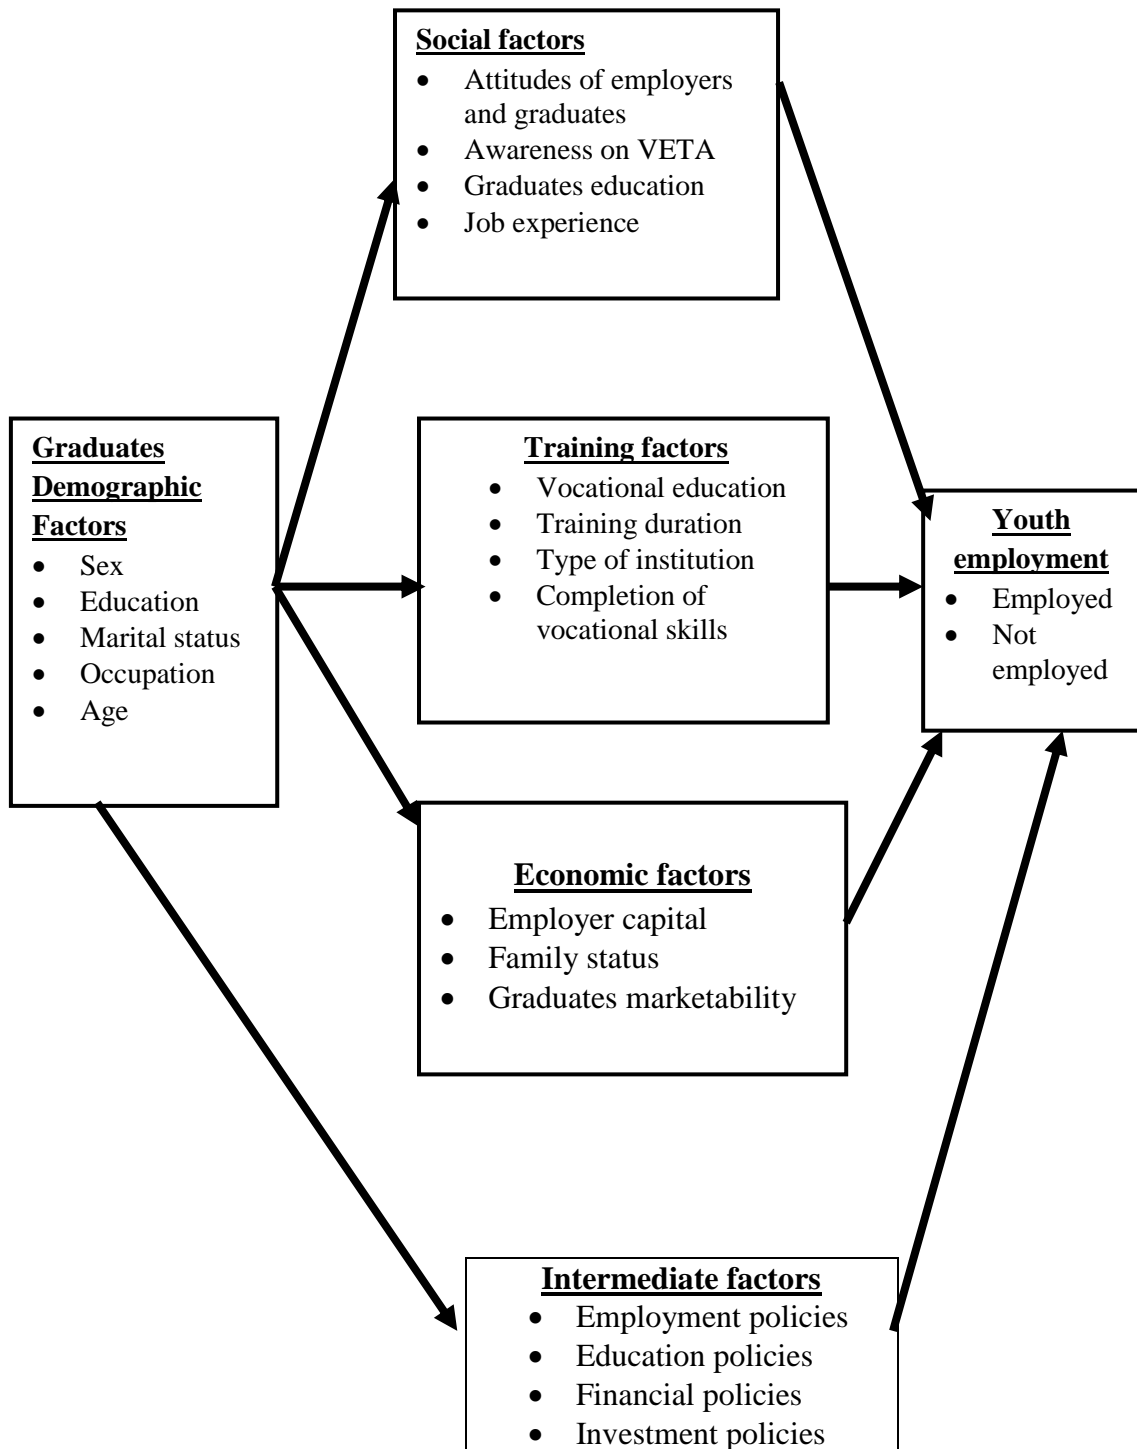 Social factors
• Attitudes of employers
and graduates
• Awareness on VETA
• Graduates education
• Job experience
Graduates
Demographic
Factors
• Sex
• Education
• Marital status
• Occupation
• Age
Training factors
• Vocational education
• Training duration
• Type of institution
• Completion of
vocational skills
Youth
employment
• Employed
• Not
employed
Economic factors
• Employer capital
• Family status
• Graduates marketability
Intermediate factors
• Employment policies
• Education policies
• Financial policies
• Investment policies